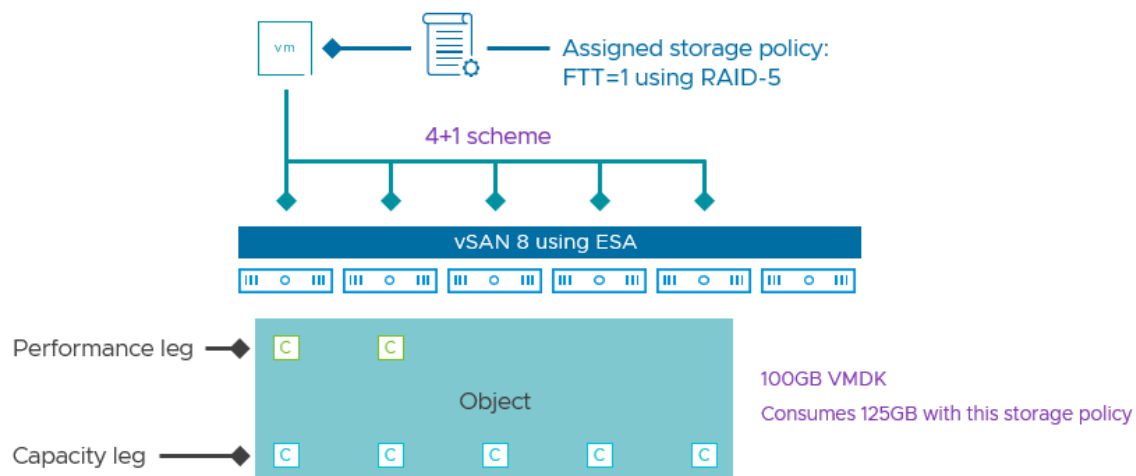 vm
Assigned storage policy:
FTT=1 using RAID-5
4+1 scheme
vSAN 8 using ESA
Performance leg
C C
Object
100GB VMDK
Consumes 125GB with this storage policy
Capacity leg
C C C C C